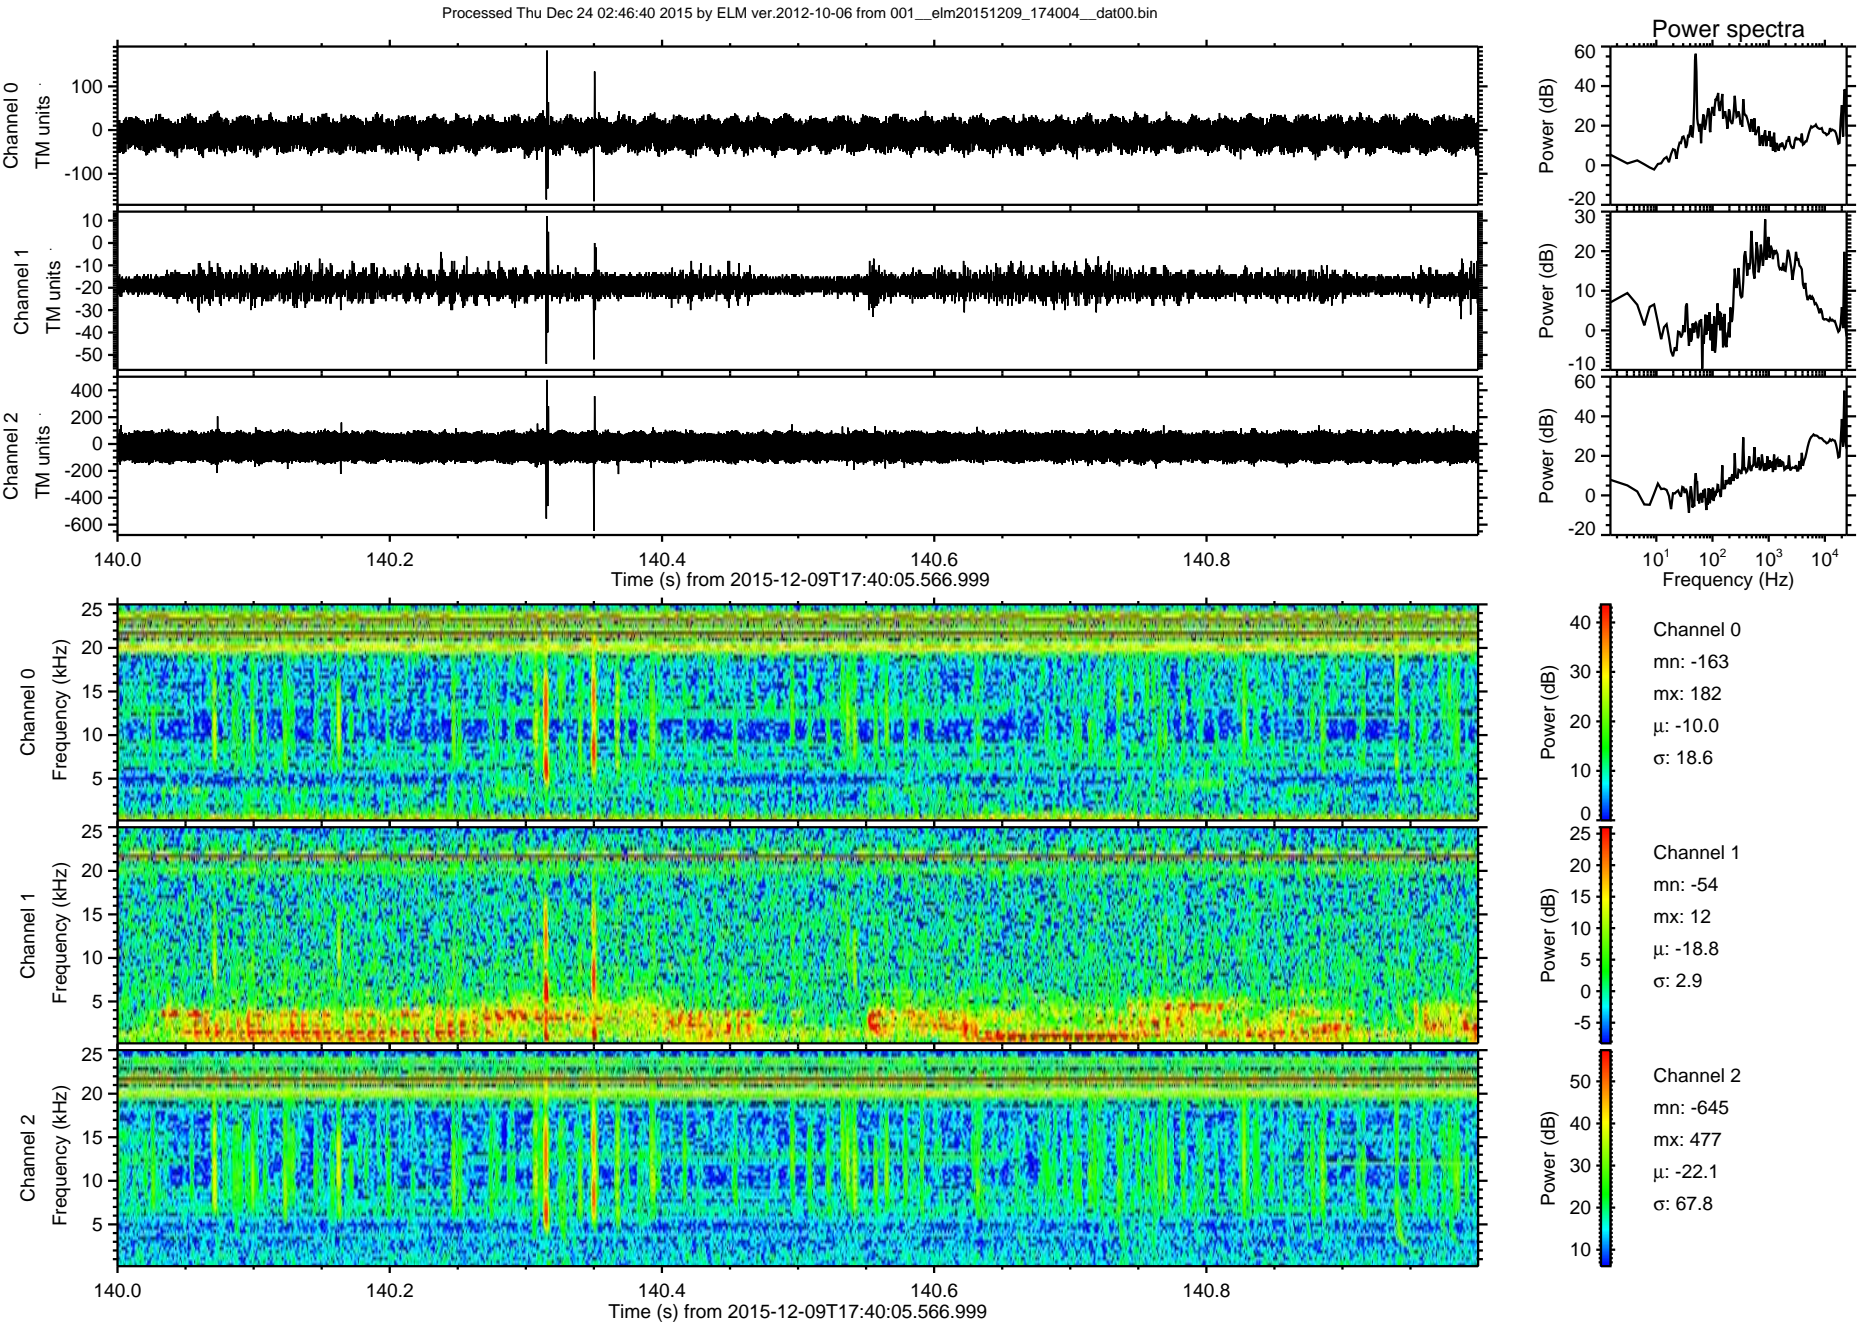 Processed Thu Dec 24 02:46:40 2015 by ELM ver.2012-10-06 from 001__elm20151209_174004__dat00.bin
Power spectra
Channel 0
TM units
100
0
-100
Power (dB)
60
40
20
0
-20
Channel 1
TM units
10
0
-10
-20
-30
-40
-50
Power (dB)
30
20
10
0
-10
Channel 2
TM units
400
200
0
-200
-400
-600
Power (dB)
60
40
20
0
-20
140.0 140.2 140.4 140.6 140.8
Time (s) from 2015-12-09T17:40:05.566.999
10^1 10^2 10^3 10^4
Frequency (Hz)
Channel 0
Frequency (kHz)
25
20
15
10
5
Power (dB)
40
30
20
10
0
Channel 0
mn: -163
mx: 182
μ: -10.0
σ: 18.6
Channel 1
Frequency (kHz)
25
20
15
10
5
Power (dB)
25
20
15
10
5
0
-5
Channel 1
mn: -54
mx: 12
μ: -18.8
σ: 2.9
Channel 2
Frequency (kHz)
25
20
15
10
5
Power (dB)
50
40
30
20
10
Channel 2
mn: -645
mx: 477
μ: -22.1
σ: 67.8
140.0 140.2 140.4 140.6 140.8
Time (s) from 2015-12-09T17:40:05.566.999